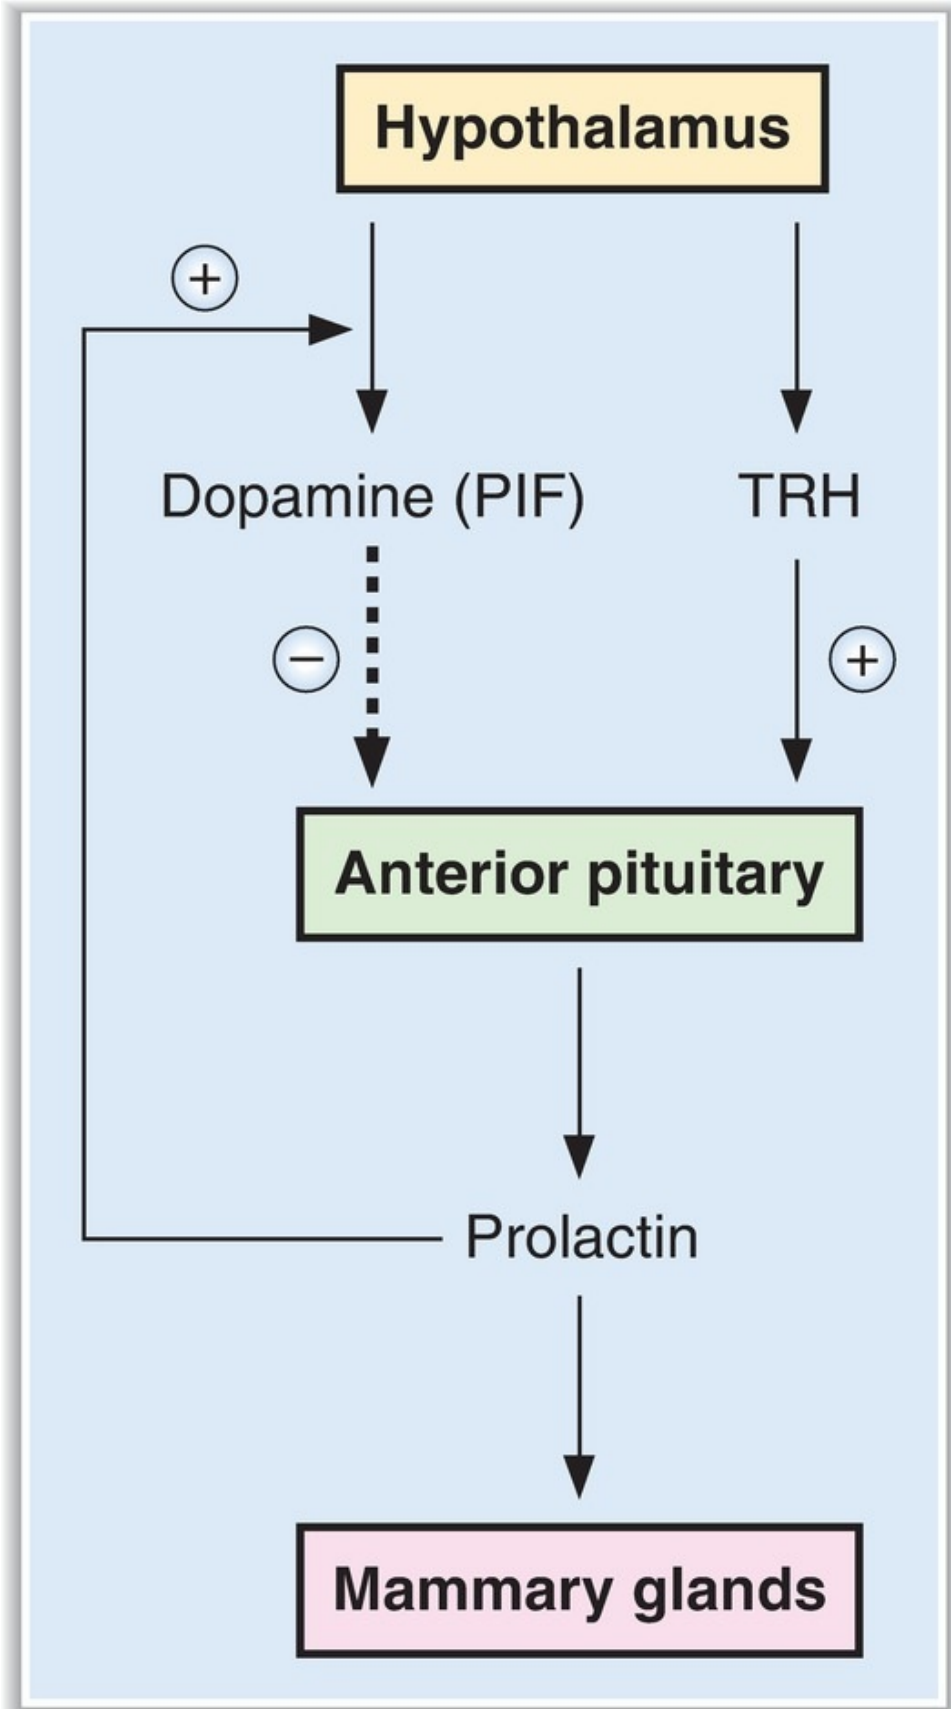 Hypothalamus
+
Dopamine (PIF)
TRH
−
+
Anterior pituitary
Prolactin
Mammary glands